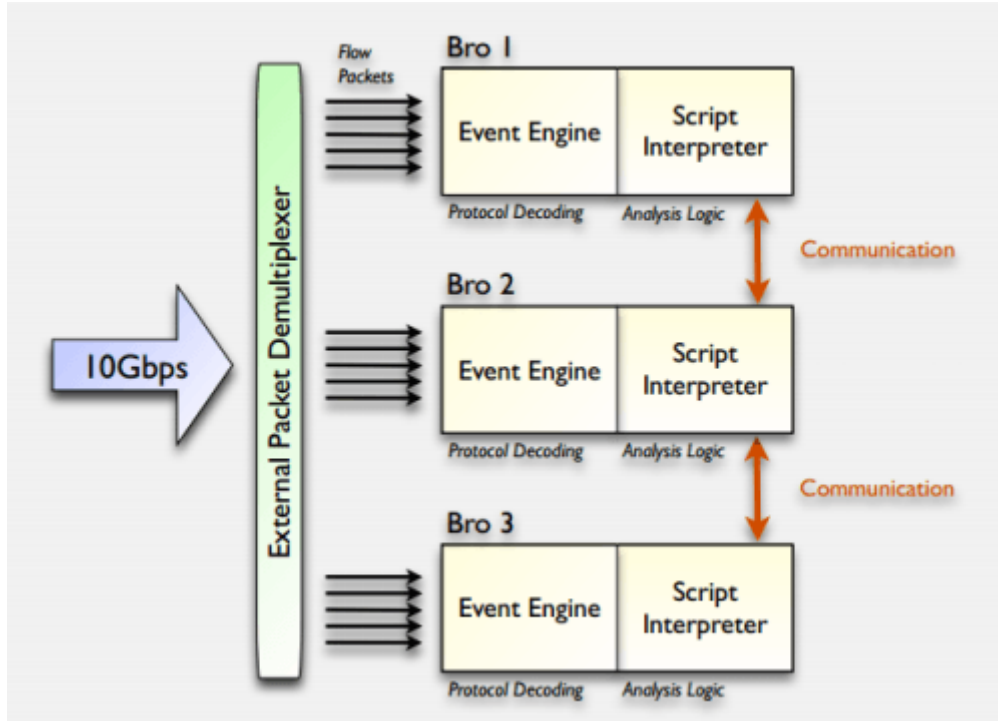 Flow
Packets
Bro 1
Event Engine
Script
Interpreter
Protocol Decoding
Analysis Logic
Communication
External Packet Demultiplexer
10Gbps
Bro 2
Event Engine
Script
Interpreter
Protocol Decoding
Analysis Logic
Communication
Bro 3
Event Engine
Script
Interpreter
Protocol Decoding
Analysis Logic